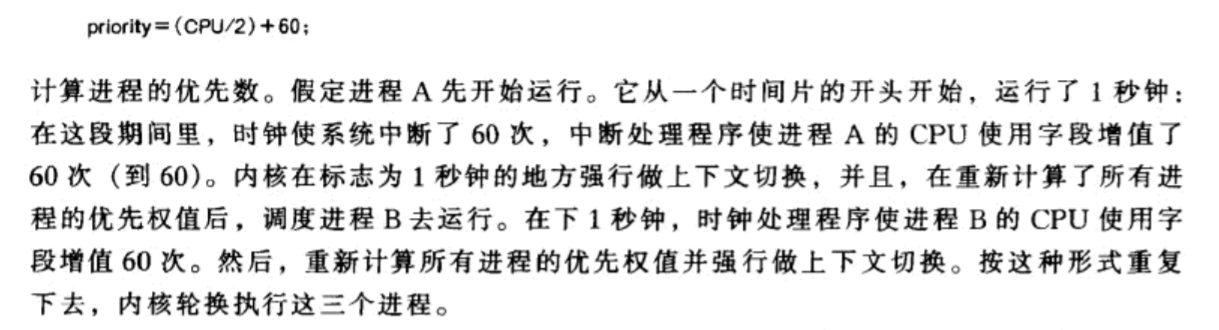 priority=(CPU/2)+60;
计算进程的优先数。假定进程 A 先开始运行。它从一个时间片的开头开始，运行了 1 秒钟：
在这段期间里，时钟使系统中断了 60 次，中断处理程序使进程 A 的 CPU 使用字段增值了
60 次（到 60）。内核在标志为 1 秒钟的地方强行做上下文切换，并且，在重新计算了所有进
程的优先权值后，调度进程 B 去运行。在下 1 秒钟，时钟处理程序使进程 B 的 CPU 使用字
段增值 60 次。然后，重新计算所有进程的优先权值并强行做上下文切换。按这种形式重复
下去，内核轮换执行这三个进程。